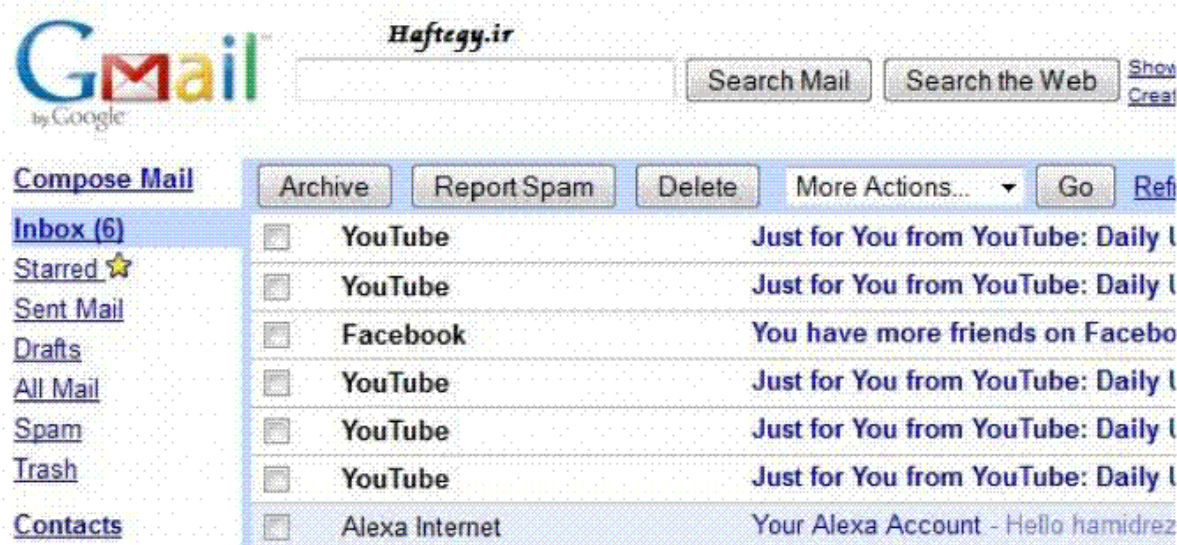 Haftegy.ir
Gmail
by Google
Search Mail Search the Web
Show
Creat
Compose Mail
Archive Report Spam Delete More Actions... Go Ref
Inbox (6)
YouTube Just for You from YouTube: Daily
Starred
YouTube Just for You from YouTube: Daily
Sent Mail
Facebook You have more friends on Facebo
Drafts
All Mail
YouTube Just for You from YouTube: Daily
Spam
YouTube Just for You from YouTube: Daily
Trash
YouTube Just for You from YouTube: Daily
Contacts
Alexa Internet Your Alexa Account - Hello hamidrez